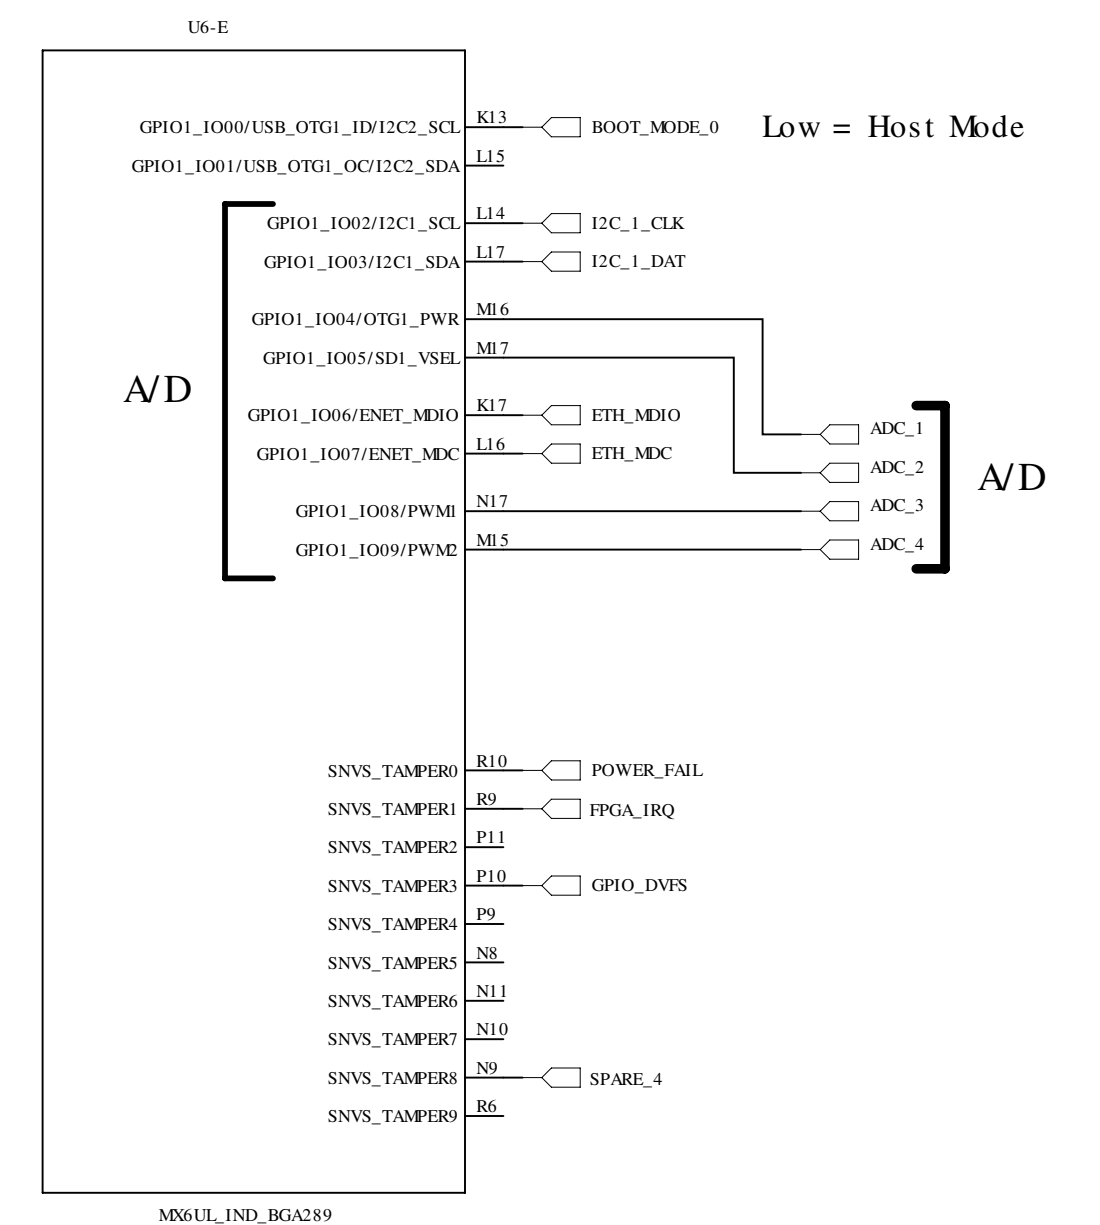 U6-E
GPIO1_IO00/USB_OTG1_ID/I2C2_SCL K13 BOOT_MODE_0 Low = Host Mode
GPIO1_IO01/USB_OTG1_OC/I2C2_SDA L15
GPIO1_IO02/I2C1_SCL L14 I2C_1_CLK
GPIO1_IO03/I2C1_SDA L17 I2C_1_DAT
GPIO1_IO04/OTG1_PWR M16
GPIO1_IO05/SD1_VSEL M17
A/D
GPIO1_IO06/ENET_MDIO K17 ETH_MDIO
ADC_1
GPIO1_IO07/ENET_MDC L16 ETH_MDC
ADC_2
A/D
GPIO1_IO08/PWM1 N17 ADC_3
GPIO1_IO09/PWM2 M15 ADC_4
SNVS_TAMPER0 R10 POWER_FAIL
SNVS_TAMPER1 R9 FPGA_IRQ
SNVS_TAMPER2 P11
SNVS_TAMPER3 P10 GPIO_DVFS
SNVS_TAMPER4 P9
SNVS_TAMPER5 N8
SNVS_TAMPER6 N11
SNVS_TAMPER7 N10
SNVS_TAMPER8 N9 SPARE_4
SNVS_TAMPER9 R6
MX6UL_IND_BGA289